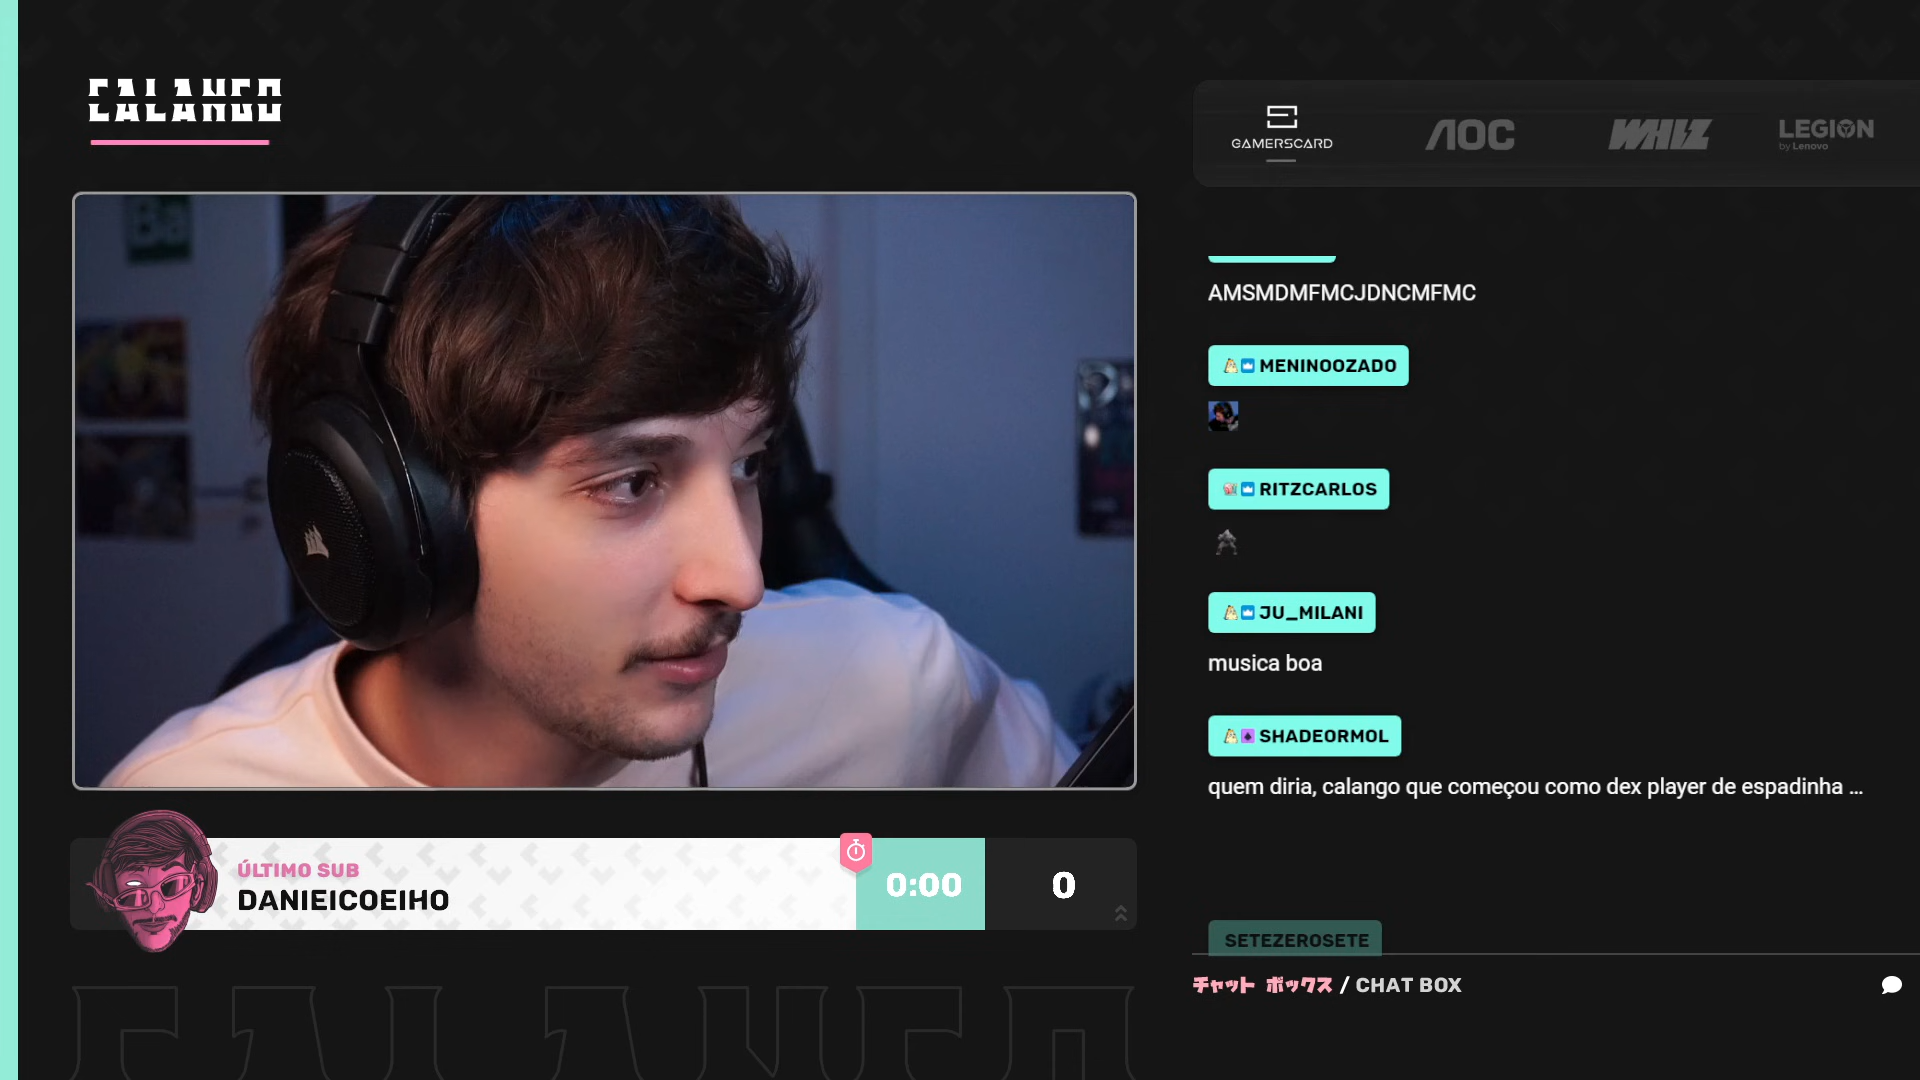 CALANGO
GAMERSCARD
AOC
WHIZ
LEGION
by Lenovo
Ba
AMSMDMFMCJDNCMFMC
MENINOOZADO
RITZCARLOS
JU_MILANI
musica boa
SHADEORMOL
quem diria, calango que começou como dex player de espadinha ...
ÚLTIMO SUB
DANIEICOEIHO
0:00
0
SETEZEROSETE
チャット ボックス / CHAT BOX
CALANGO